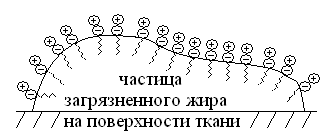 частица
загрязненного жира
на поверхности ткани